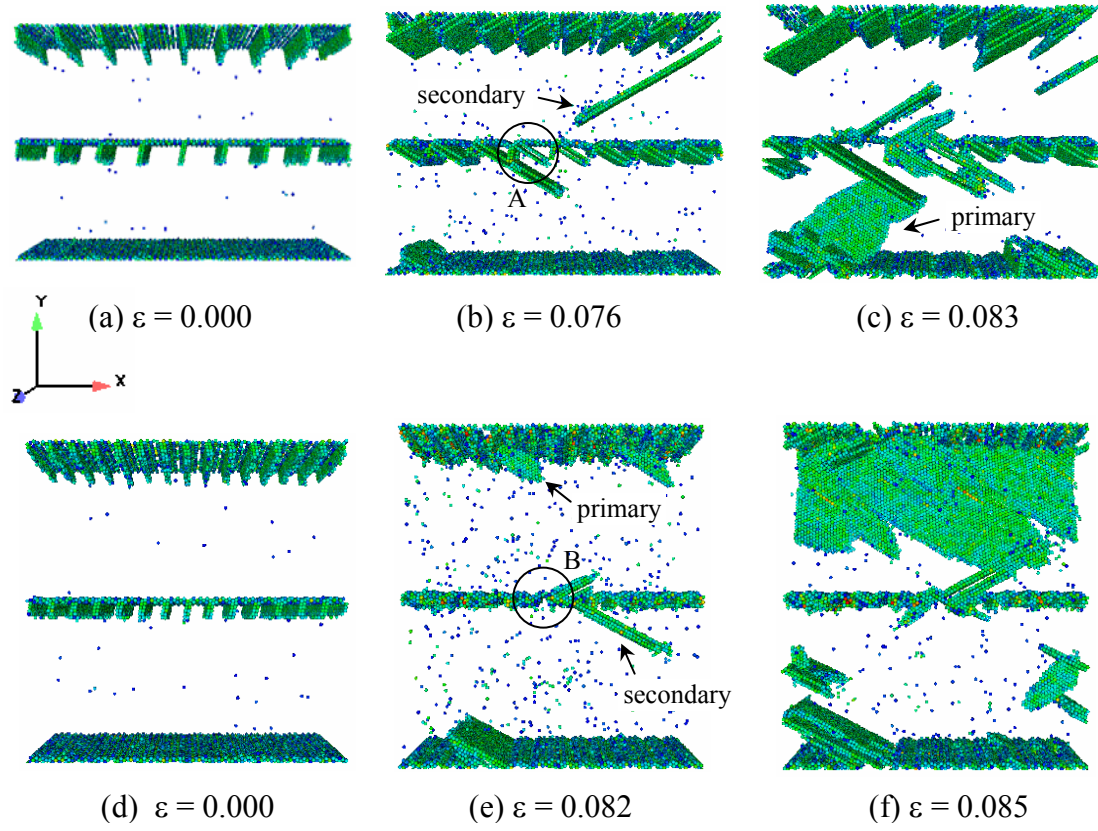 secondary
A
primary
(a) ε = 0.000
(b) ε = 0.076
(c) ε = 0.083
Y
X
Z
primary
B
secondary
(d) ε = 0.000
(e) ε = 0.082
(f) ε = 0.085